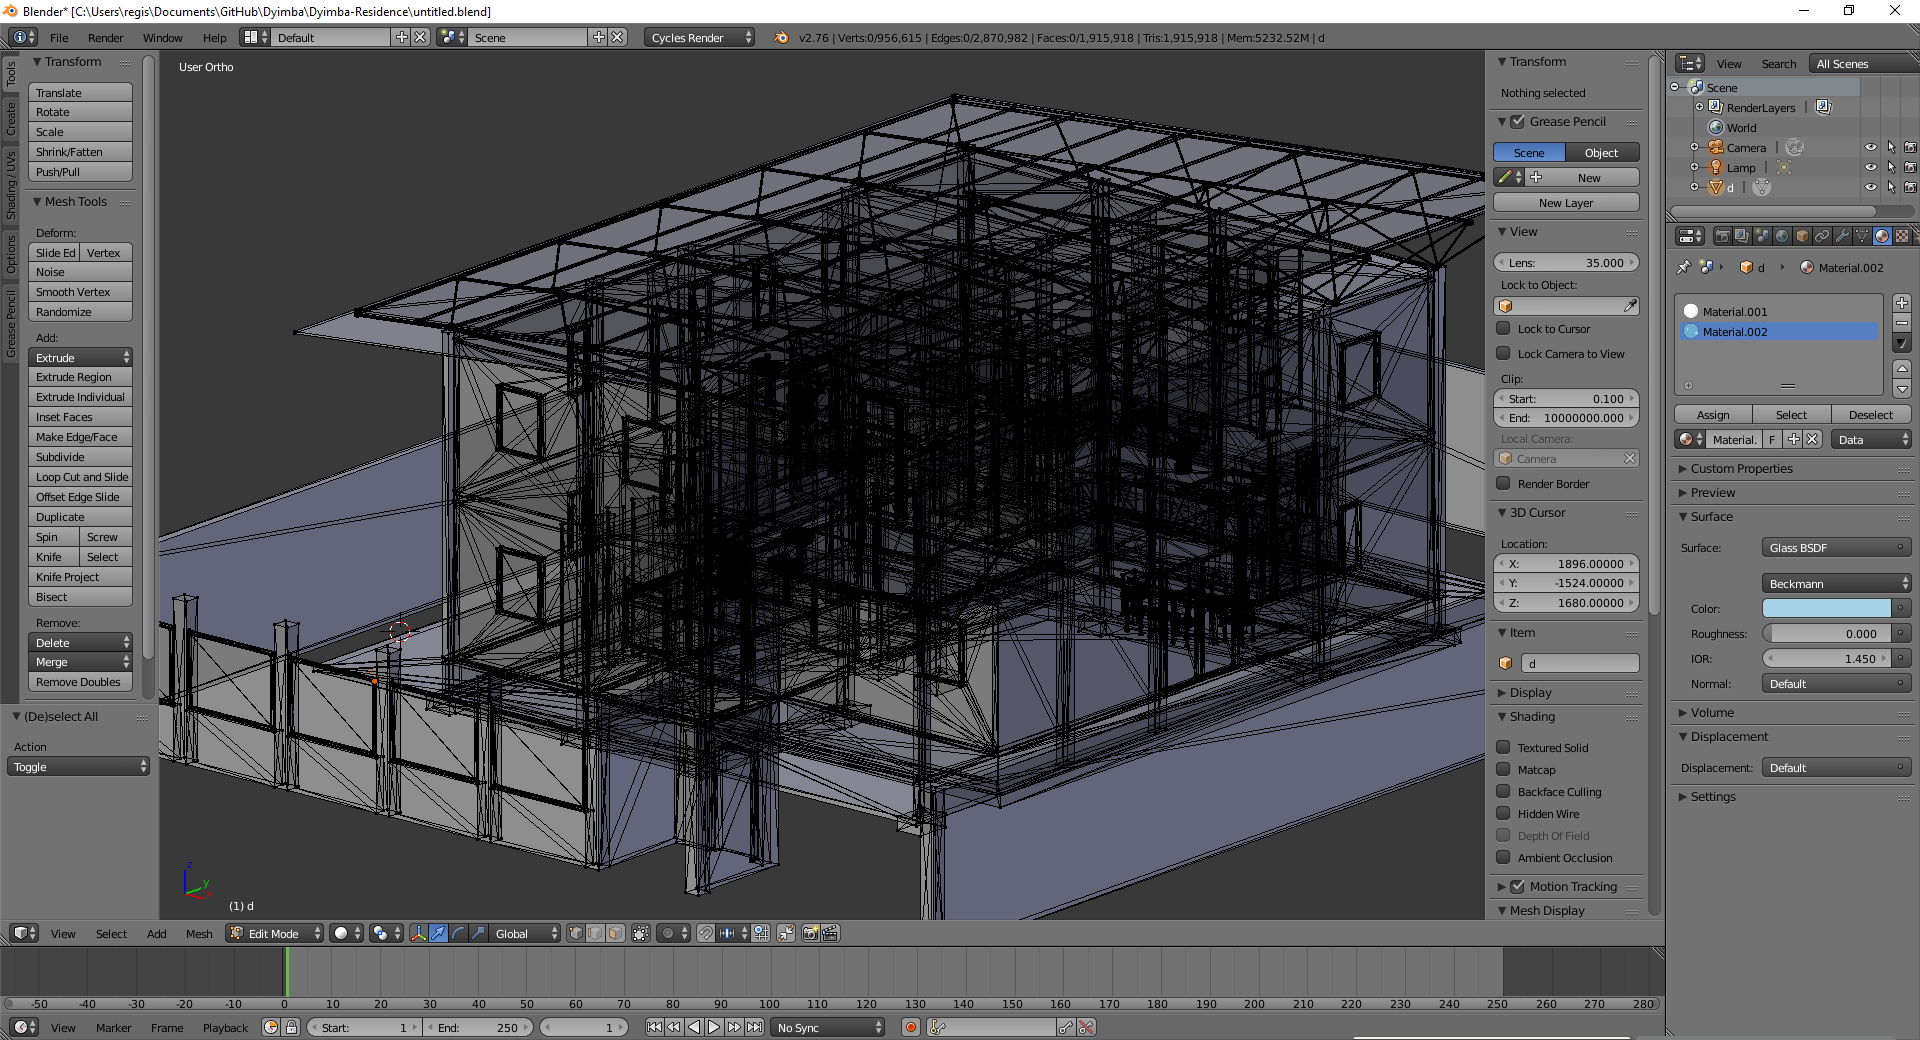 Blender* [C:\Users\regis\Documents\GitHub\Dyimba\Dyimba-Residence\untitled.blend]
File Render Window Help Default Scene Cycles Render v2.76 | Verts:0/956,615 | Edges:0/2,870,982 | Faces:0/1,915,918 | Tris:1,915,918 | Mem:5232.52M | d
Tools
Create
Shading / UVs
Options
Grease Pencil
Transform
Translate
Rotate
Scale
Shrink/Fatten
Push/Pull
Mesh Tools
Deform:
Slide Ed Vertex
Noise
Smooth Vertex
Randomize
Add:
Extrude
Extrude Region
Extrude Individual
Inset Faces
Make Edge/Face
Subdivide
Loop Cut and Slide
Offset Edge Slide
Duplicate
Spin Screw
Knife Select
Knife Project
Bisect
Remove:
Delete
Merge
Remove Doubles
(De)select All
Action
Toggle
User Ortho
z
y
(1) d
Transform
Nothing selected
Grease Pencil
Scene Object
New
New Layer
View
Lens: 35.000
Lock to Object:
Lock to Cursor
Lock Camera to View
Clip:
Start: 0.100
End: 10000000.000
Local Camera:
Camera
Render Border
3D Cursor
Location:
X: 1896.00000
Y: -1524.00000
Z: 1680.00000
Item
d
Display
Shading
Textured Solid
Matcap
Backface Culling
Hidden Wire
Depth Of Field
Ambient Occlusion
Motion Tracking
Mesh Display
View Search All Scenes
Scene
RenderLayers
World
Camera
Lamp
d
d Material.002
Material.001
Material.002
Assign Select Deselect
Material. F Data
Custom Properties
Preview
Surface
Surface: Glass BSDF
Beckmann
Color:
Roughness: 0.000
IOR: 1.450
Normal: Default
Volume
Displacement
Displacement: Default
Settings
View Select Add Mesh Edit Mode Global
-50 -40 -30 -20 -10 0 10 20 30 40 50 60 70 80 90 100 110 120 130 140 150 160 170 180 190 200 210 220 230 240 250 260 270 280
View Marker Frame Playback Start: 1 End: 250 1 No Sync